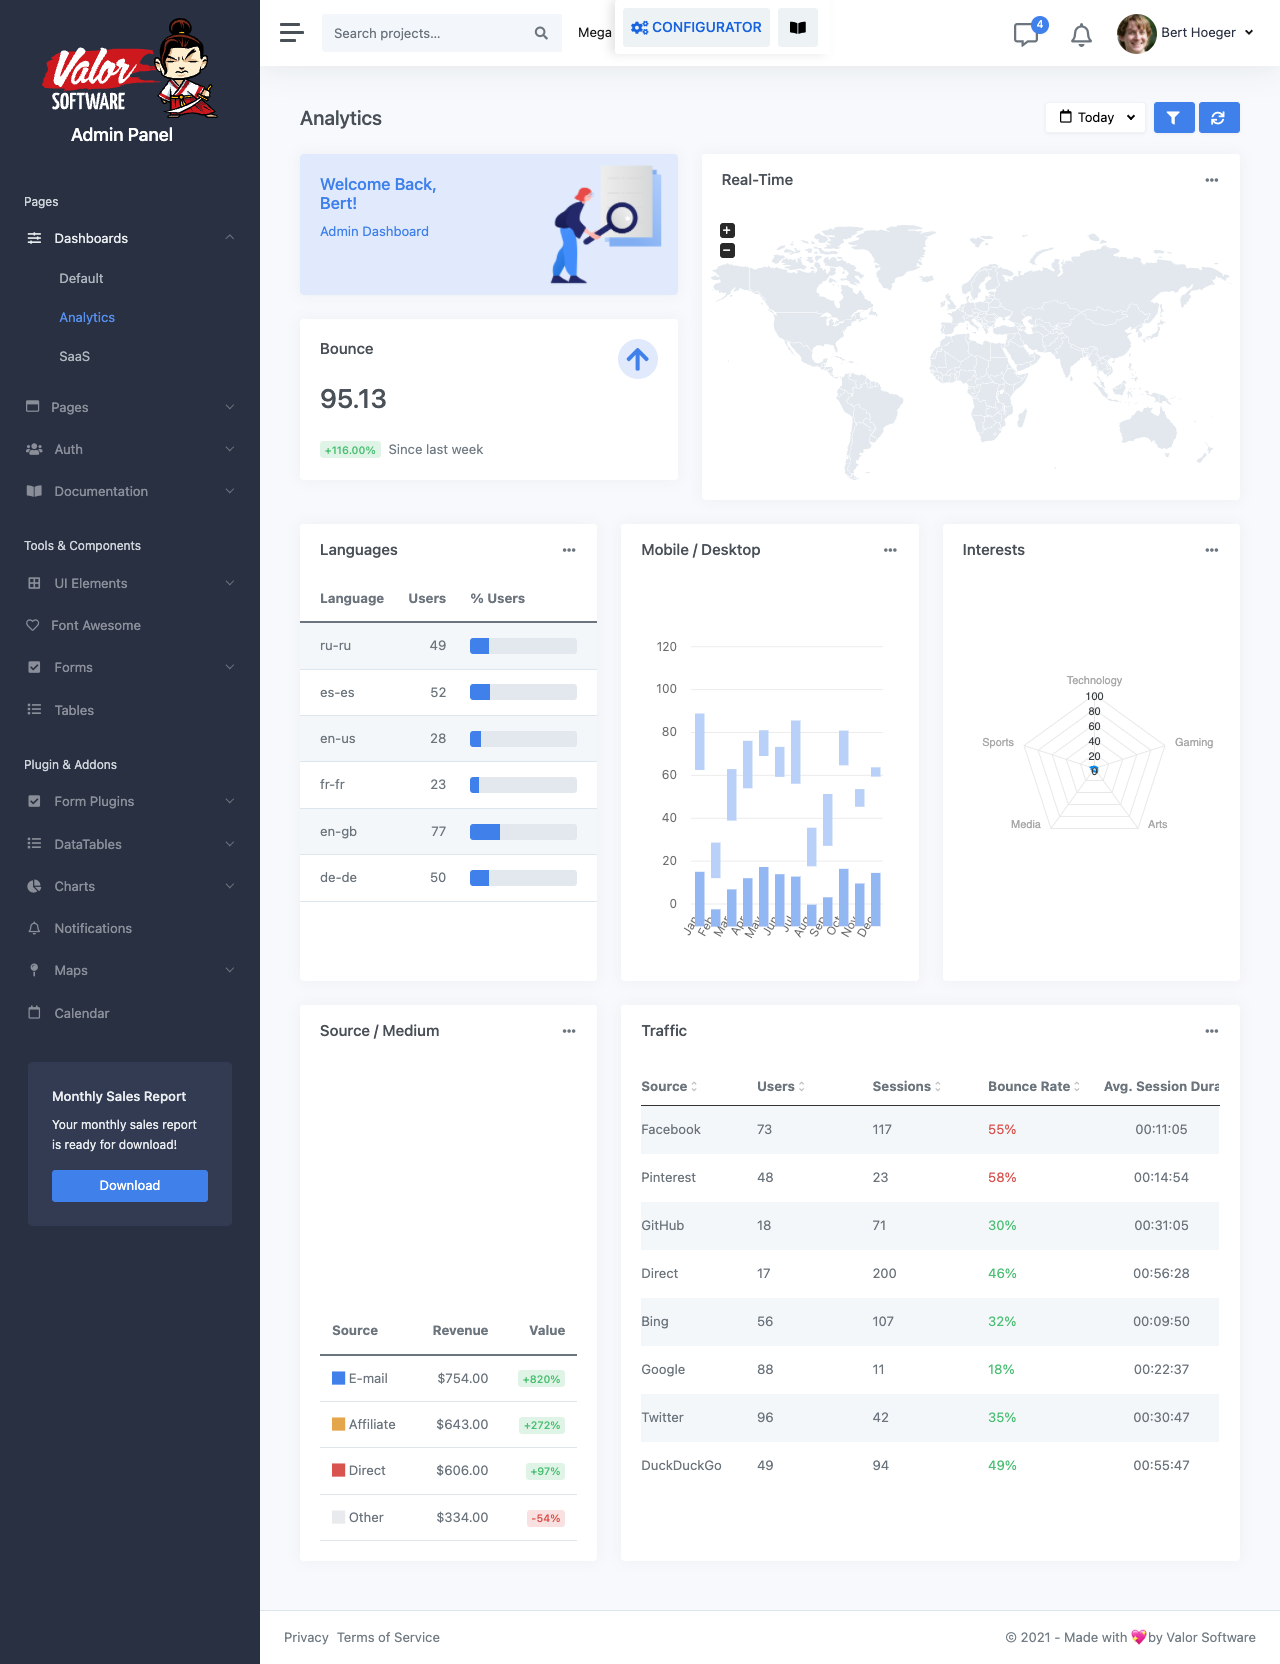 Valor
SOFTWARE
Admin Panel
Search projects...
Mega
CONFIGURATOR
4
Bert Hoeger
Pages
Dashboards
Default
Analytics
SaaS
Pages
Auth
Documentation
Tools & Components
UI Elements
Font Awesome
Forms
Tables
Plugin & Addons
Form Plugins
DataTables
Charts
Notifications
Maps
Calendar
Monthly Sales Report
Your monthly sales report
is ready for download!
Download
Analytics
Today
Welcome Back,
Bert!
Admin Dashboard
Bounce
95.13
+116.00% Since last week
Real-Time
+
−
Languages
Language Users % Users
ru-ru 49
es-es 52
en-us 28
fr-fr 23
en-gb 77
de-de 50
Mobile / Desktop
120
100
80
60
40
20
0
Jan Feb Mar Apr May Jun Jul Aug Sep Oct Nov Dec
Interests
Technology
100
80
60
40
20
0
Sports
Gaming
Media
Arts
Source / Medium
Source Revenue Value
E-mail $754.00 +820%
Affiliate $643.00 +272%
Direct $606.00 +97%
Other $334.00 -54%
Traffic
Source Users Sessions Bounce Rate Avg. Session Dura
Facebook 73 117 55% 00:11:05
Pinterest 48 23 58% 00:14:54
GitHub 18 71 30% 00:31:05
Direct 17 200 46% 00:56:28
Bing 56 107 32% 00:09:50
Google 88 11 18% 00:22:37
Twitter 96 42 35% 00:30:47
DuckDuckGo 49 94 49% 00:55:47
Privacy Terms of Service
© 2021 - Made with 💖by Valor Software